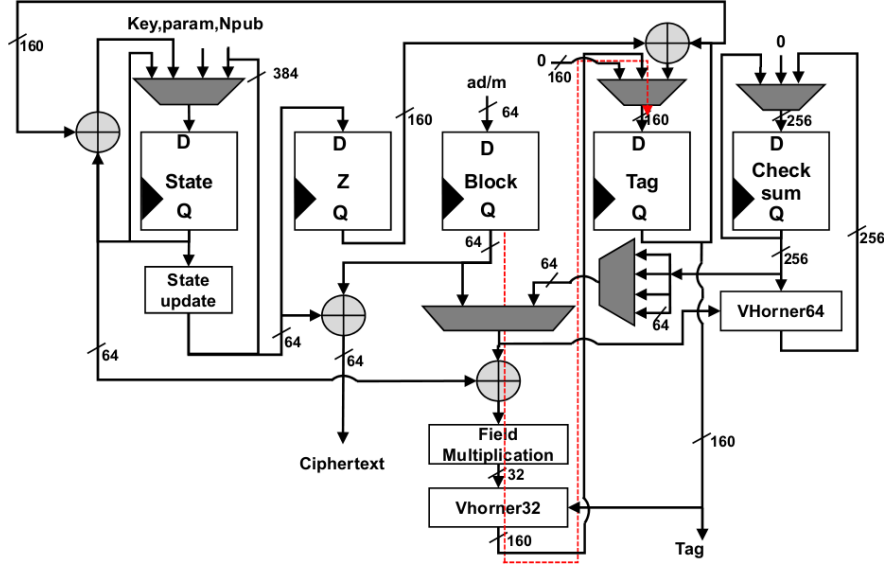 Key,param,Npub
0
160
160
384
ad/m
64
0
160
160
256
D
D
D
D
D
State
Z
Block
Tag
Check
sum
Q
Q
Q
Q
Q
64
256
256
State
update
64
64
VHorner64
64
64
64
Field
Multiplication
160
Ciphertext
32
Vhorner32
160
Tag